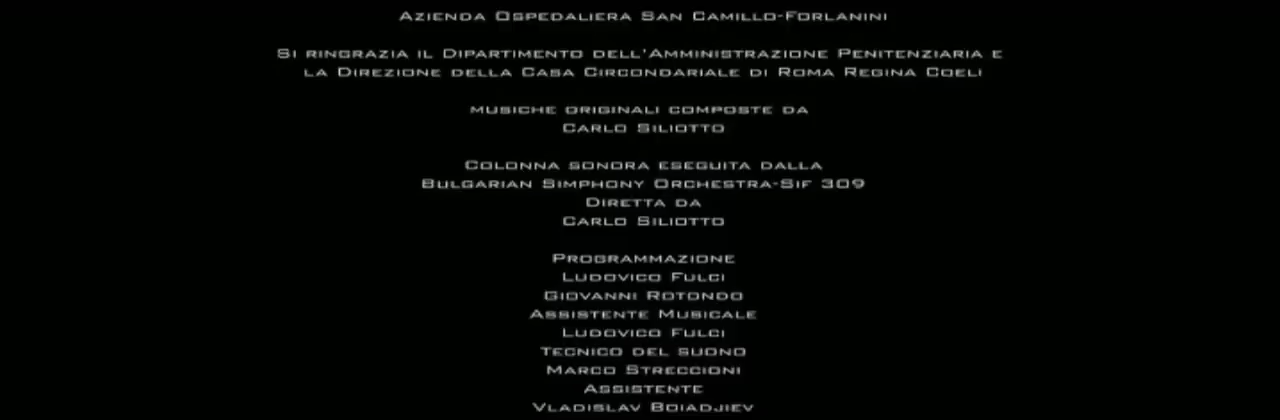 Azienda Ospedaliera San Camillo-Forlanini
Si ringrazia il Dipartimento dell'Amministrazione Penitenziaria e
la Direzione della Casa Circondariale di Roma Regina Coeli
musiche originali composte da
Carlo Siliotto
Colonna sonora eseguita dalla
Bulgarian Simphony Orchestra-Sif 309
Diretta da
Carlo Siliotto
Programmazione
Ludovico Fulci
Giovanni Rotondo
Assistente Musicale
Ludovico Fulci
Tecnico del suono
Marco Streccioni
Assistente
Vladislav Boiadjiev